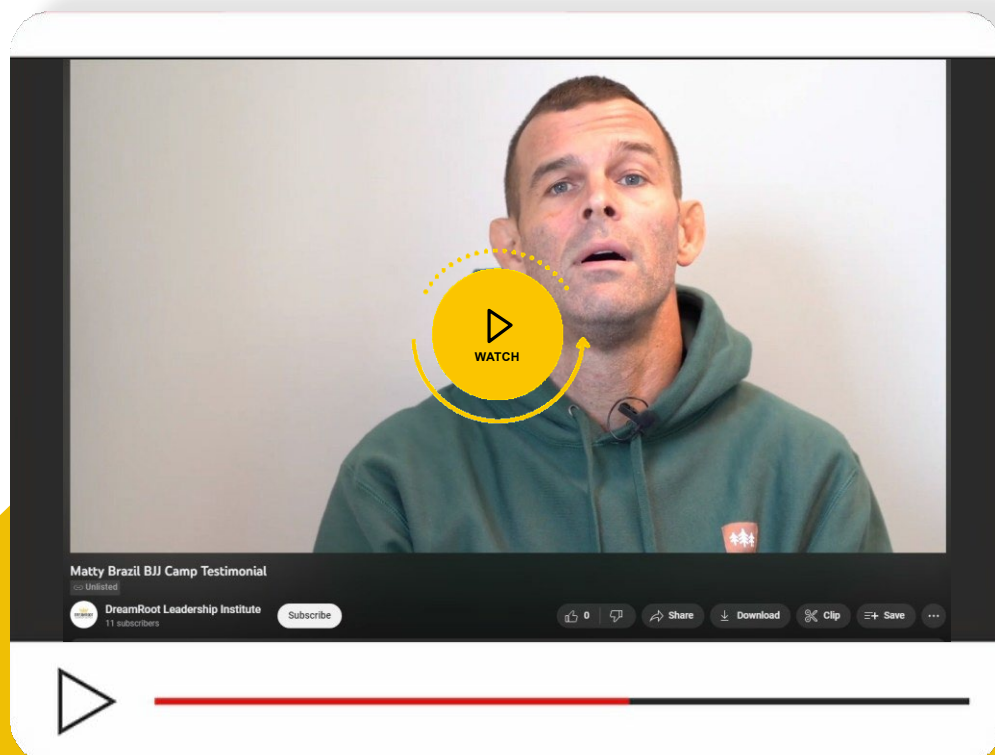 WATCH
Matty Brazil BJJ Camp Testimonial
Unlisted
DreamRoot Leadership Institute
11 subscribers
Subscribe
0
Share
Download
Clip
Save